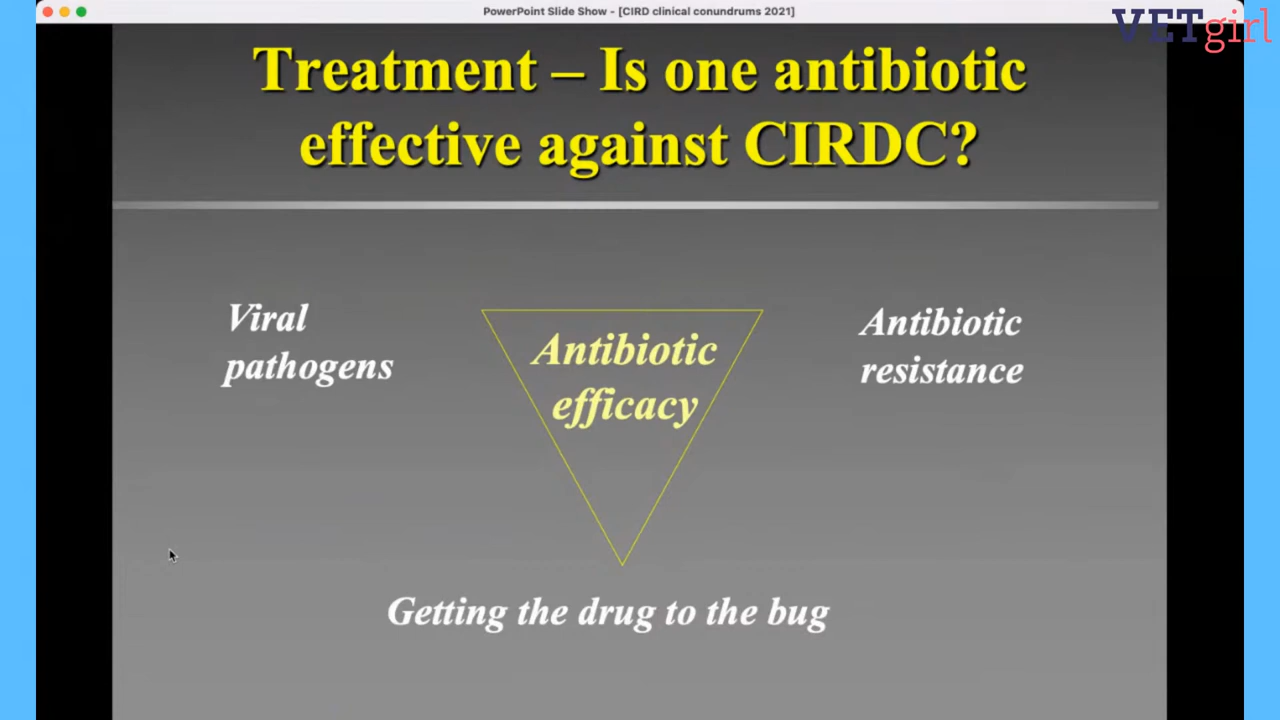 PowerPoint Slide Show - [CIRD clinical conundrums 2021]
VETgirl
Treatment – Is one antibiotic
effective against CIRDC?
Viral
pathogens
Antibiotic
efficacy
Antibiotic
resistance
Getting the drug to the bug